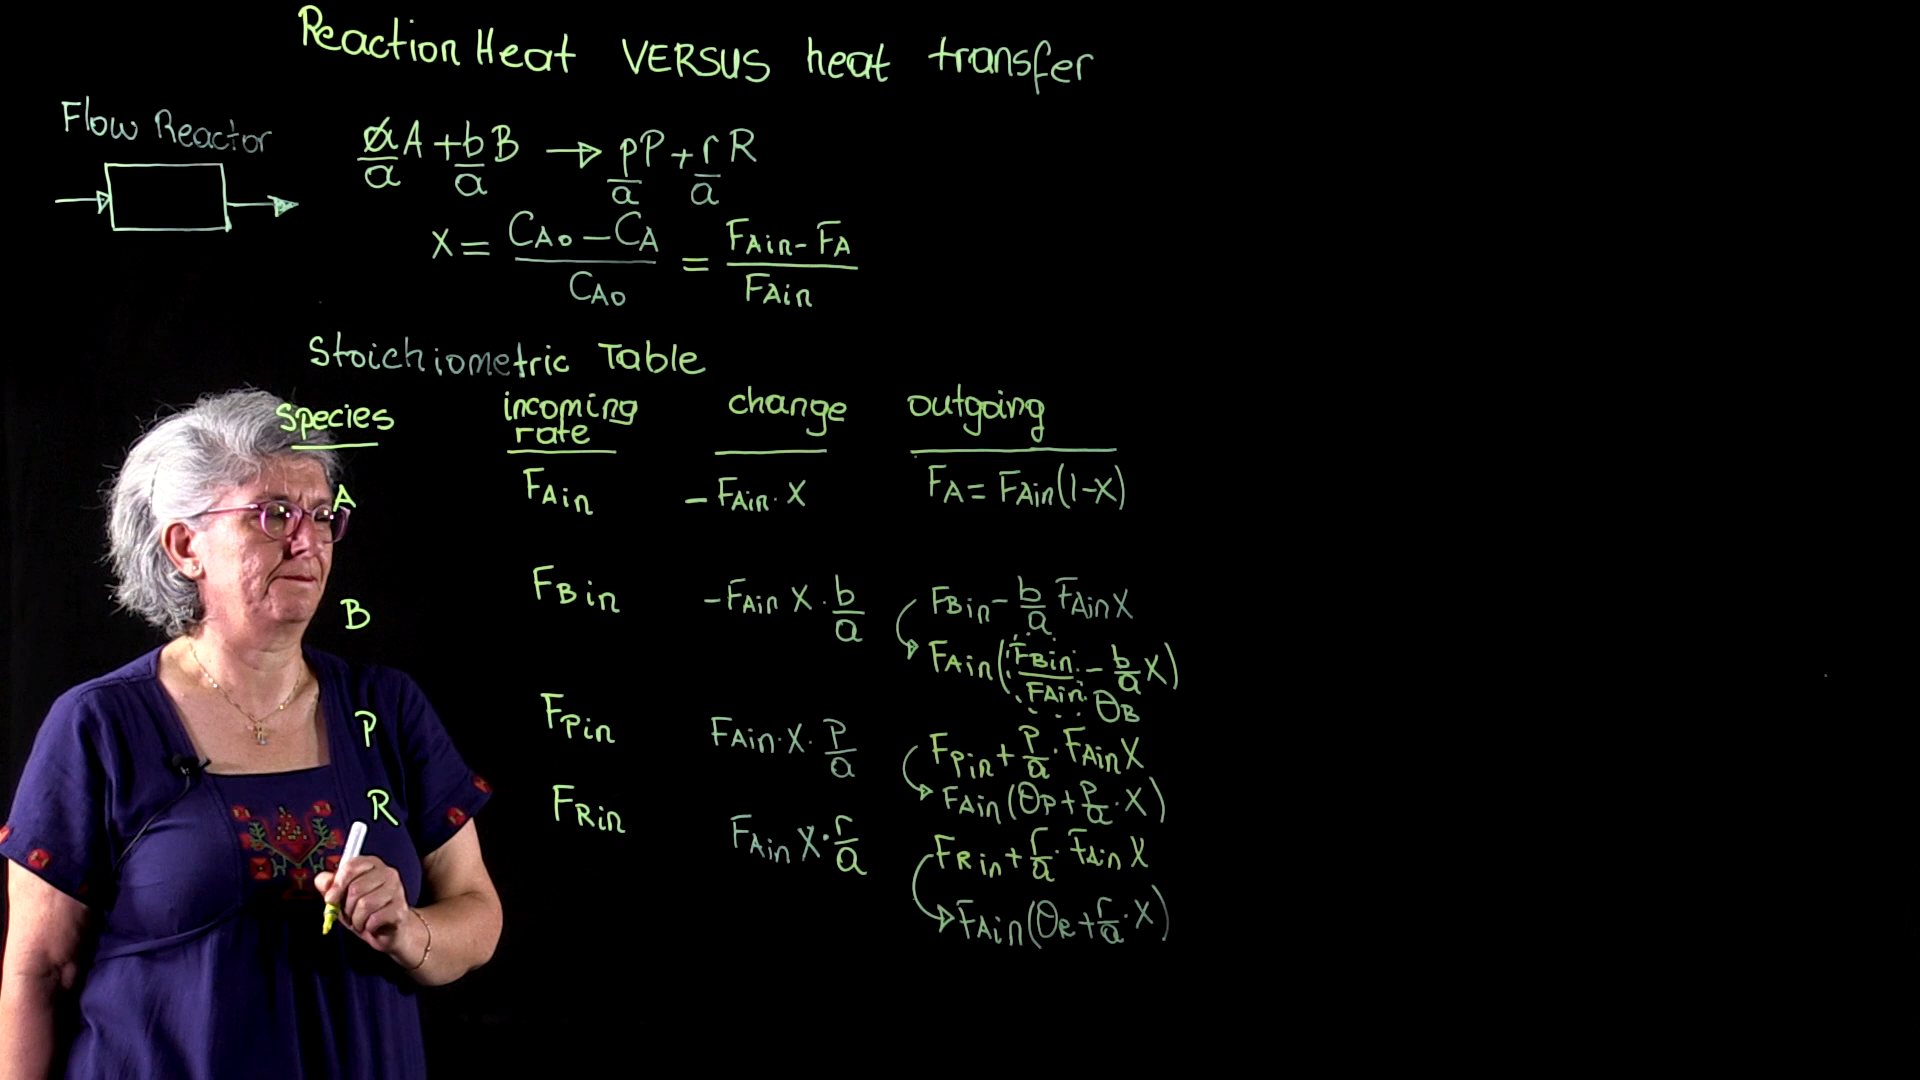 Reaction Heat VERSUS heat transfer
Flow Reactor
a/a A + b/a B → p/a P + r/a R
X = (CA0 − CA)/CA0 = (FAin − FA)/FAin
Stoichiometric Table
Species incoming rate change outgoing
A FAin −FAin · X FA = FAin(1−X)
B FBin −FAin X · b/a FBin − b/a FAin X
FAin(FBin/FAin − b/a X)
θB
P FPin FAin · X · p/a FPin + p/a · FAin X
FAin(θP + p/a · X)
R FRin FAin X · r/a FRin + r/a · FAin X
FAin(θR + r/a · X)